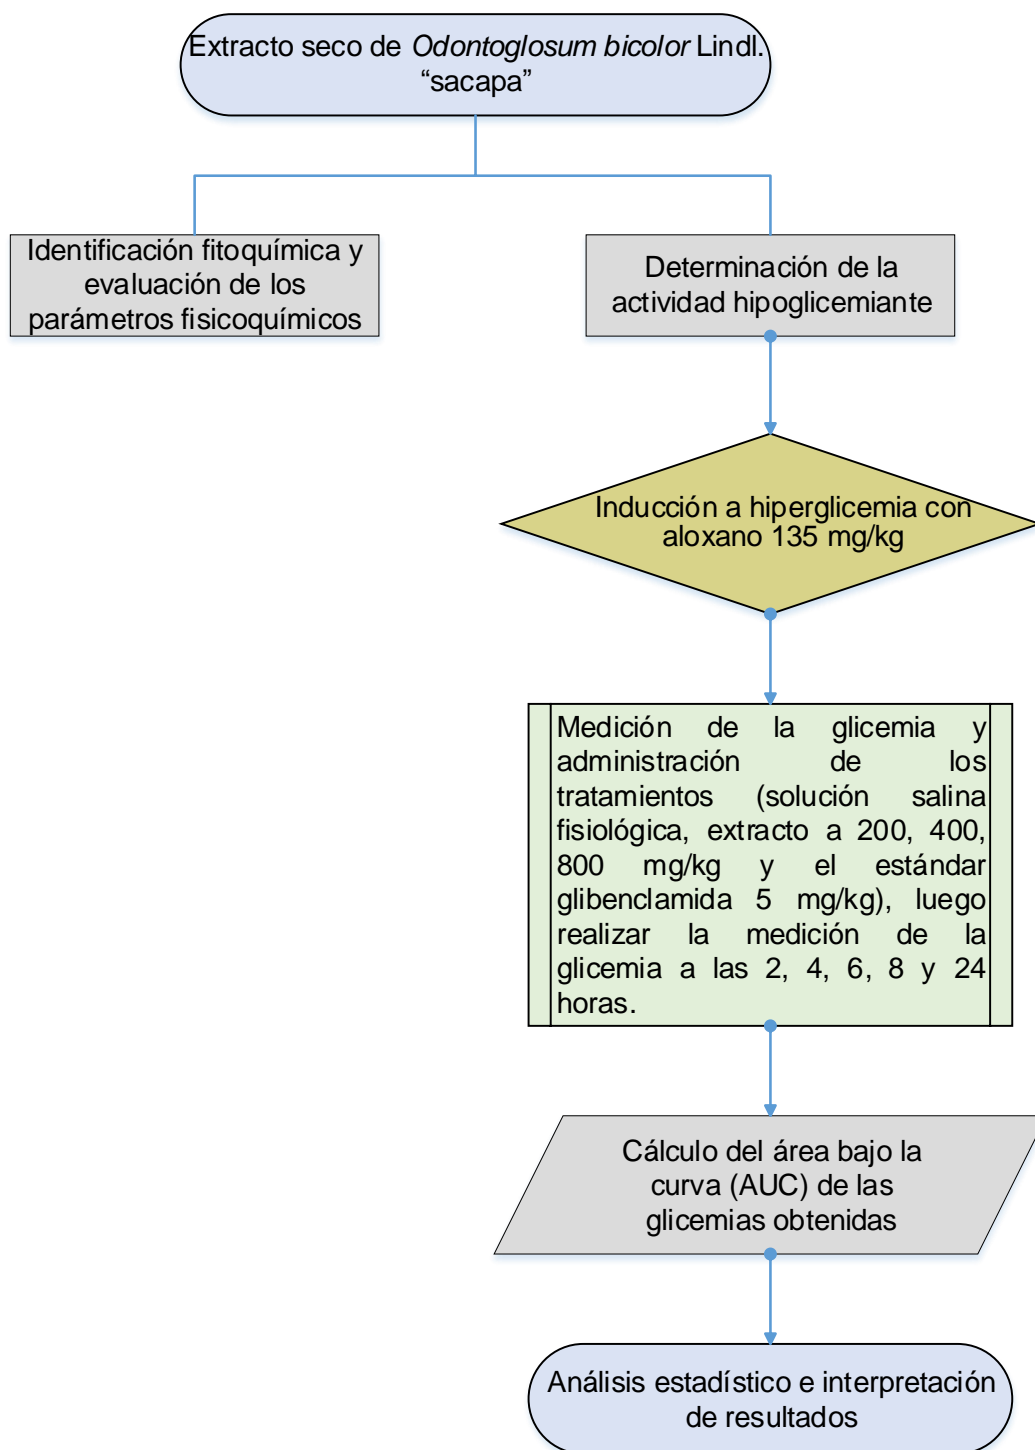 Extracto seco de Odontoglosum bicolor Lindl.
“sacapa”
Identificación fitoquímica y
evaluación de los
parámetros fisicoquímicos
Determinación de la
actividad hipoglicemiante
Inducción a hiperglicemia con
aloxano 135 mg/kg
Medición de la glicemia y
administración de los
tratamientos (solución salina
fisiológica, extracto a 200, 400,
800 mg/kg y el estándar
glibenclamida 5 mg/kg), luego
realizar la medición de la
glicemia a las 2, 4, 6, 8 y 24
horas.
Cálculo del área bajo la
curva (AUC) de las
glicemias obtenidas
Análisis estadístico e interpretación
de resultados